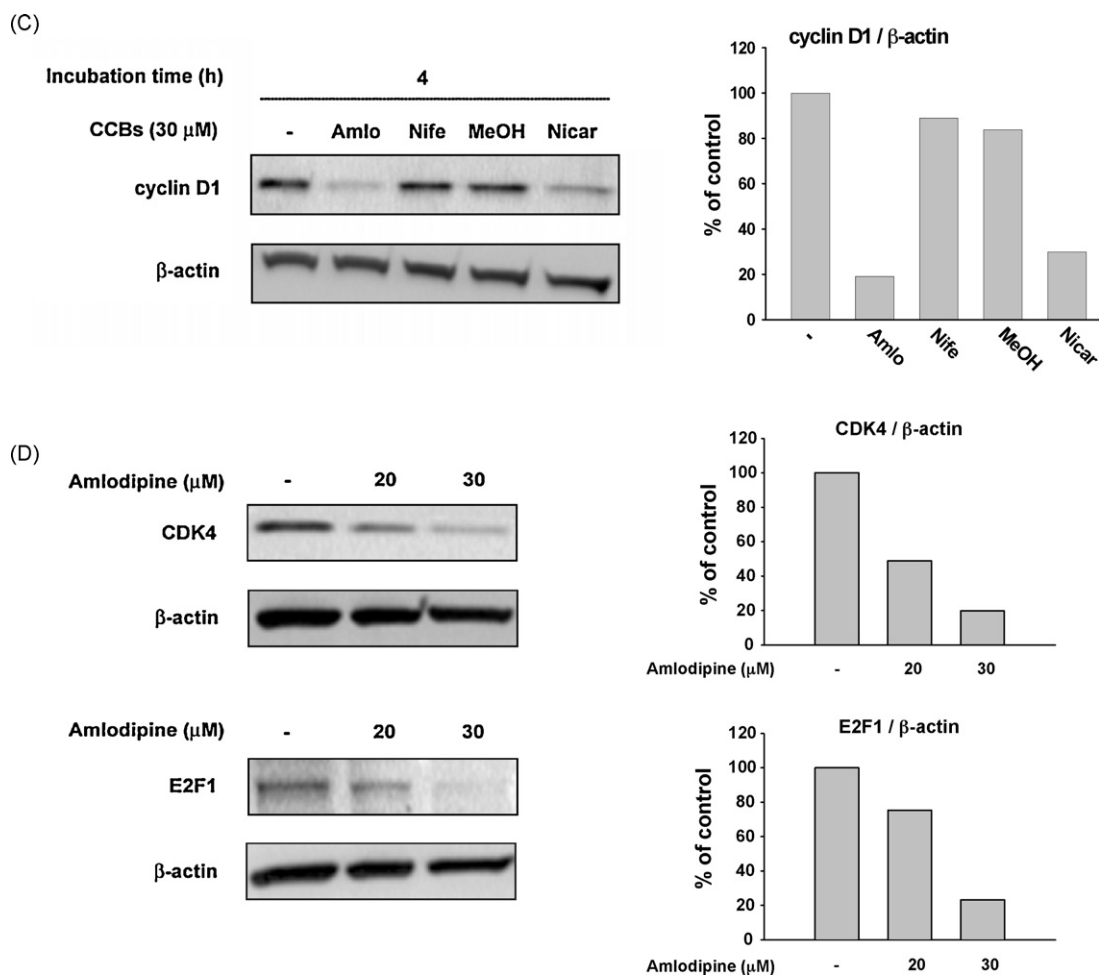 (C)
Incubation time (h) 4
CCBs (30 μM) - Amlo Nife MeOH Nicar
cyclin D1
β-actin
cyclin D1 / β-actin
% of control
120
100
80
60
40
20
0
- Amlo Nife MeOH Nicar
(D)
Amlodipine (μM) - 20 30
CDK4
β-actin
CDK4 / β-actin
% of control
120
100
80
60
40
20
0
Amlodipine (μM) - 20 30
Amlodipine (μM) - 20 30
E2F1
β-actin
E2F1 / β-actin
% of control
120
100
80
60
40
20
0
Amlodipine (μM) - 20 30